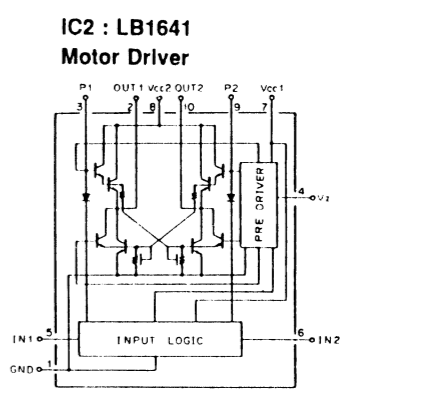 IC2 : LB1641
Motor Driver
P1 OUT1 Vcc2 OUT2 P2 Vcc1
3 2 8 10 9 7
4 Vz
PRE DRIVER
IN1 5 INPUT LOGIC 6 IN2
GND 1